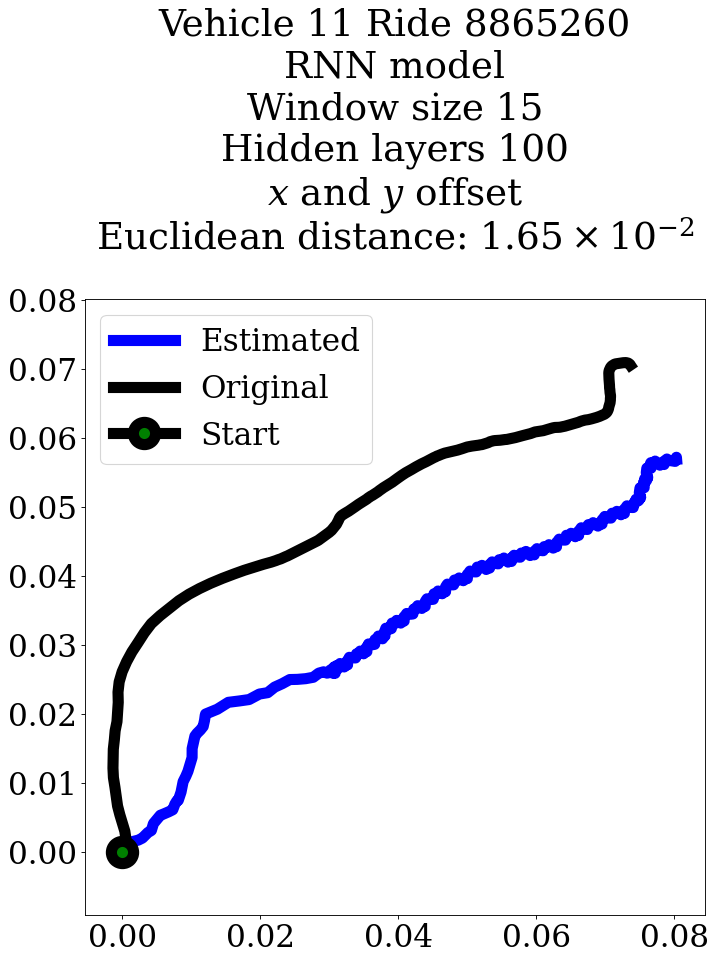 Vehicle 11 Ride 8865260
RNN model
Window size 15
Hidden layers 100
x and y offset
Euclidean distance: 1.65 × 10⁻²
0.08
0.07
0.06
0.05
0.04
0.03
0.02
0.01
0.00
Estimated
Original
Start
0.00 0.02 0.04 0.06 0.08